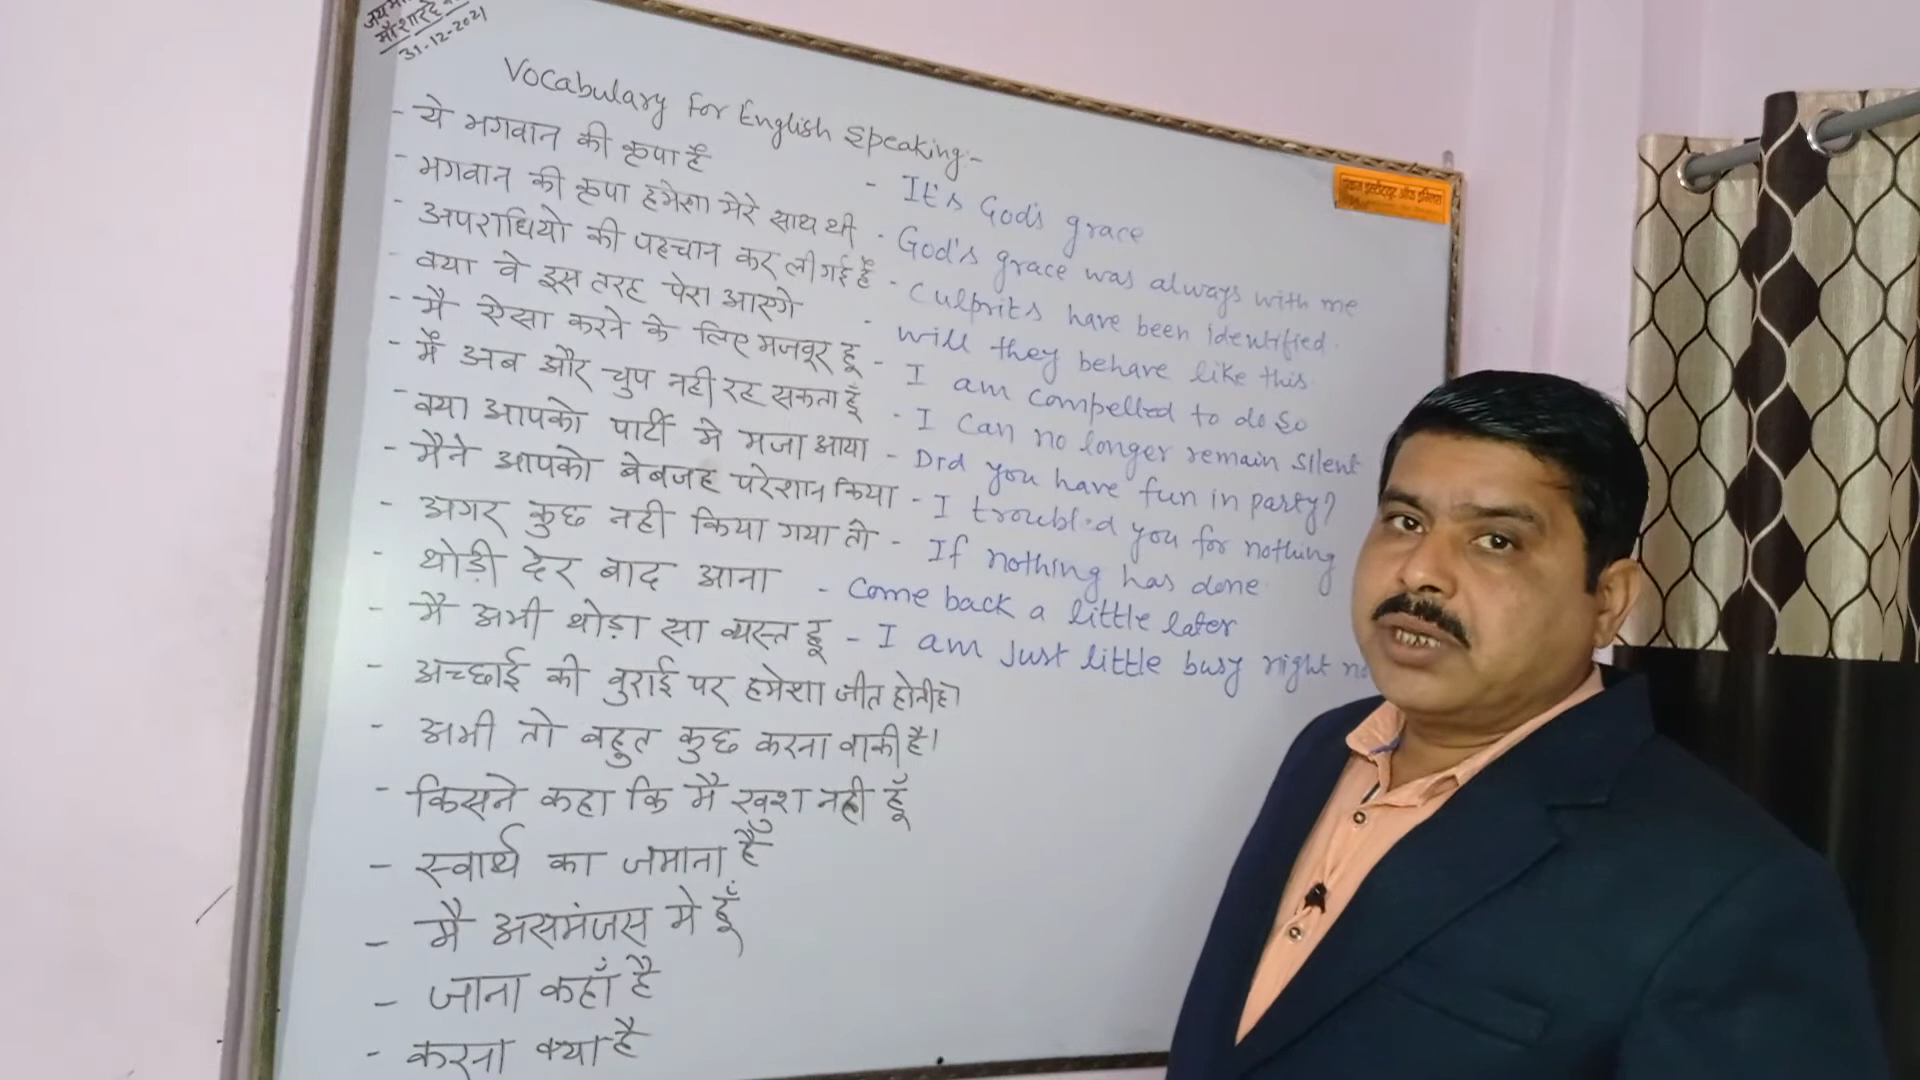 जय माँ
माँ शारदे
31-12-2021
Vocabulary for English Speaking:-
- ये भगवान की कृपा है - It's God's grace
- भगवान की कृपा हमेशा मेरे साथ थी - God's grace was always with me
- अपराधियो की पहचान कर ली गई है - Culprits have been identified.
- क्या वे इस तरह पेश आएगे - will they behave like this
- मै ऐसा करने के लिए मजबूर हू - I am compelled to do so
- मै अब और चुप नही रह सकता हूँ - I can no longer remain silent
- क्या आपको पार्टी मे मजा आया - Did you have fun in party?
- मैने आपको बेबजह परेशान किया - I troubled you for nothing
- अगर कुछ नही किया गया तो - If nothing has done
- थोड़ी देर बाद आना - Come back a little later
- मै अभी थोड़ा सा व्यस्त हू - I am just little busy right no
- अच्छाई की बुराई पर हमेशा जीत होती है।
- अभी तो बहुत कुछ करना बाकी है।
- किसने कहा कि मै खुश नही हूँ
- स्वार्थ का जमाना है
- मै असमंजस मे हूँ
- जाना कहाँ है
- करना क्या है